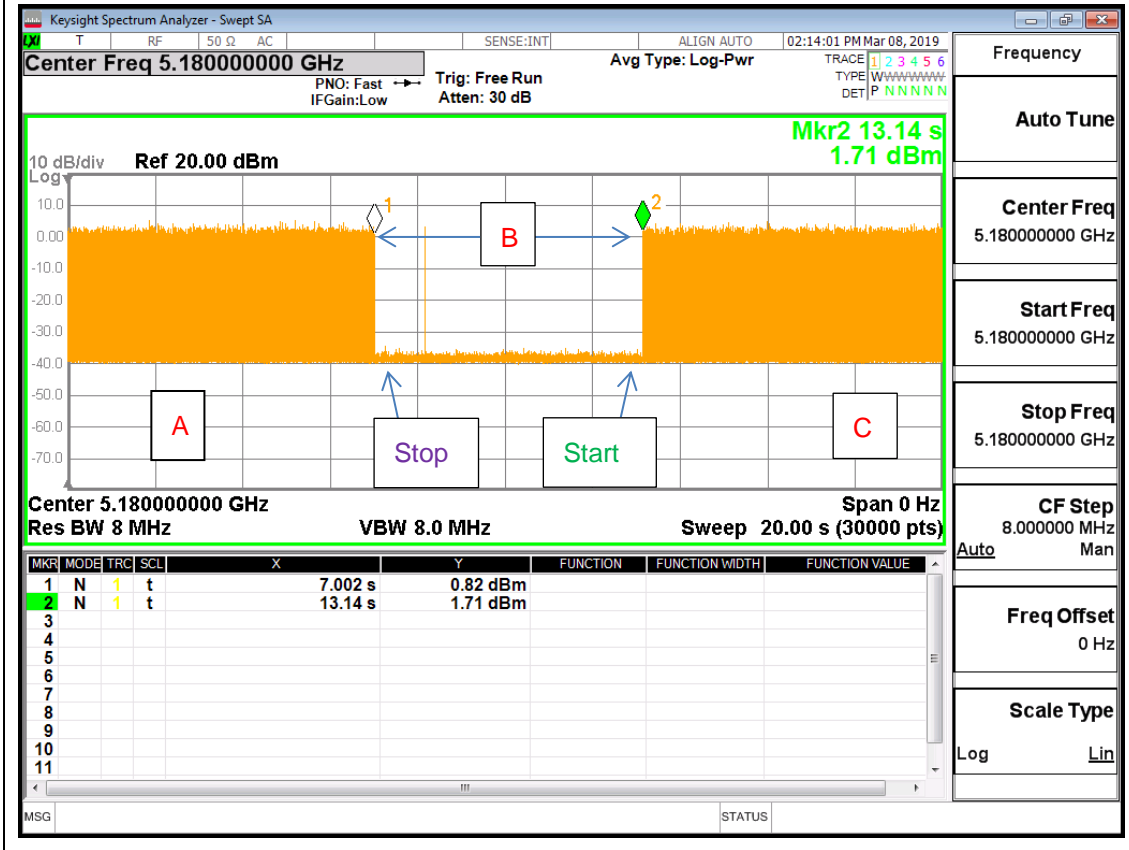 Keysight Spectrum Analyzer - Swept SA
LXI T RF 50 Ω AC SENSE:INT ALIGN AUTO 02:14:01 PM Mar 08, 2019
Center Freq 5.180000000 GHz
PNO: Fast
IFGain:Low
Trig: Free Run
Atten: 30 dB
Avg Type: Log-Pwr
TRACE 1 2 3 4 5 6
TYPE WWWWWW
DET P N N N N N
Mkr2 13.14 s
1.71 dBm
10 dB/div Ref 20.00 dBm
Log
10.0
0.00
-10.0
-20.0
-30.0
-40.0
-50.0
-60.0
-70.0
1
2
A
B
C
Stop
Start
Center 5.180000000 GHz Span 0 Hz
Res BW 8 MHz VBW 8.0 MHz Sweep 20.00 s (30000 pts)
MKR MODE TRC SCL X Y FUNCTION FUNCTION WIDTH FUNCTION VALUE
1 N 1 t 7.002 s 0.82 dBm
2 N 1 t 13.14 s 1.71 dBm
3
4
5
6
7
8
9
10
11
MSG STATUS
Frequency
Auto Tune
Center Freq
5.180000000 GHz
Start Freq
5.180000000 GHz
Stop Freq
5.180000000 GHz
CF Step
8.000000 MHz
Auto Man
Freq Offset
0 Hz
Scale Type
Log Lin